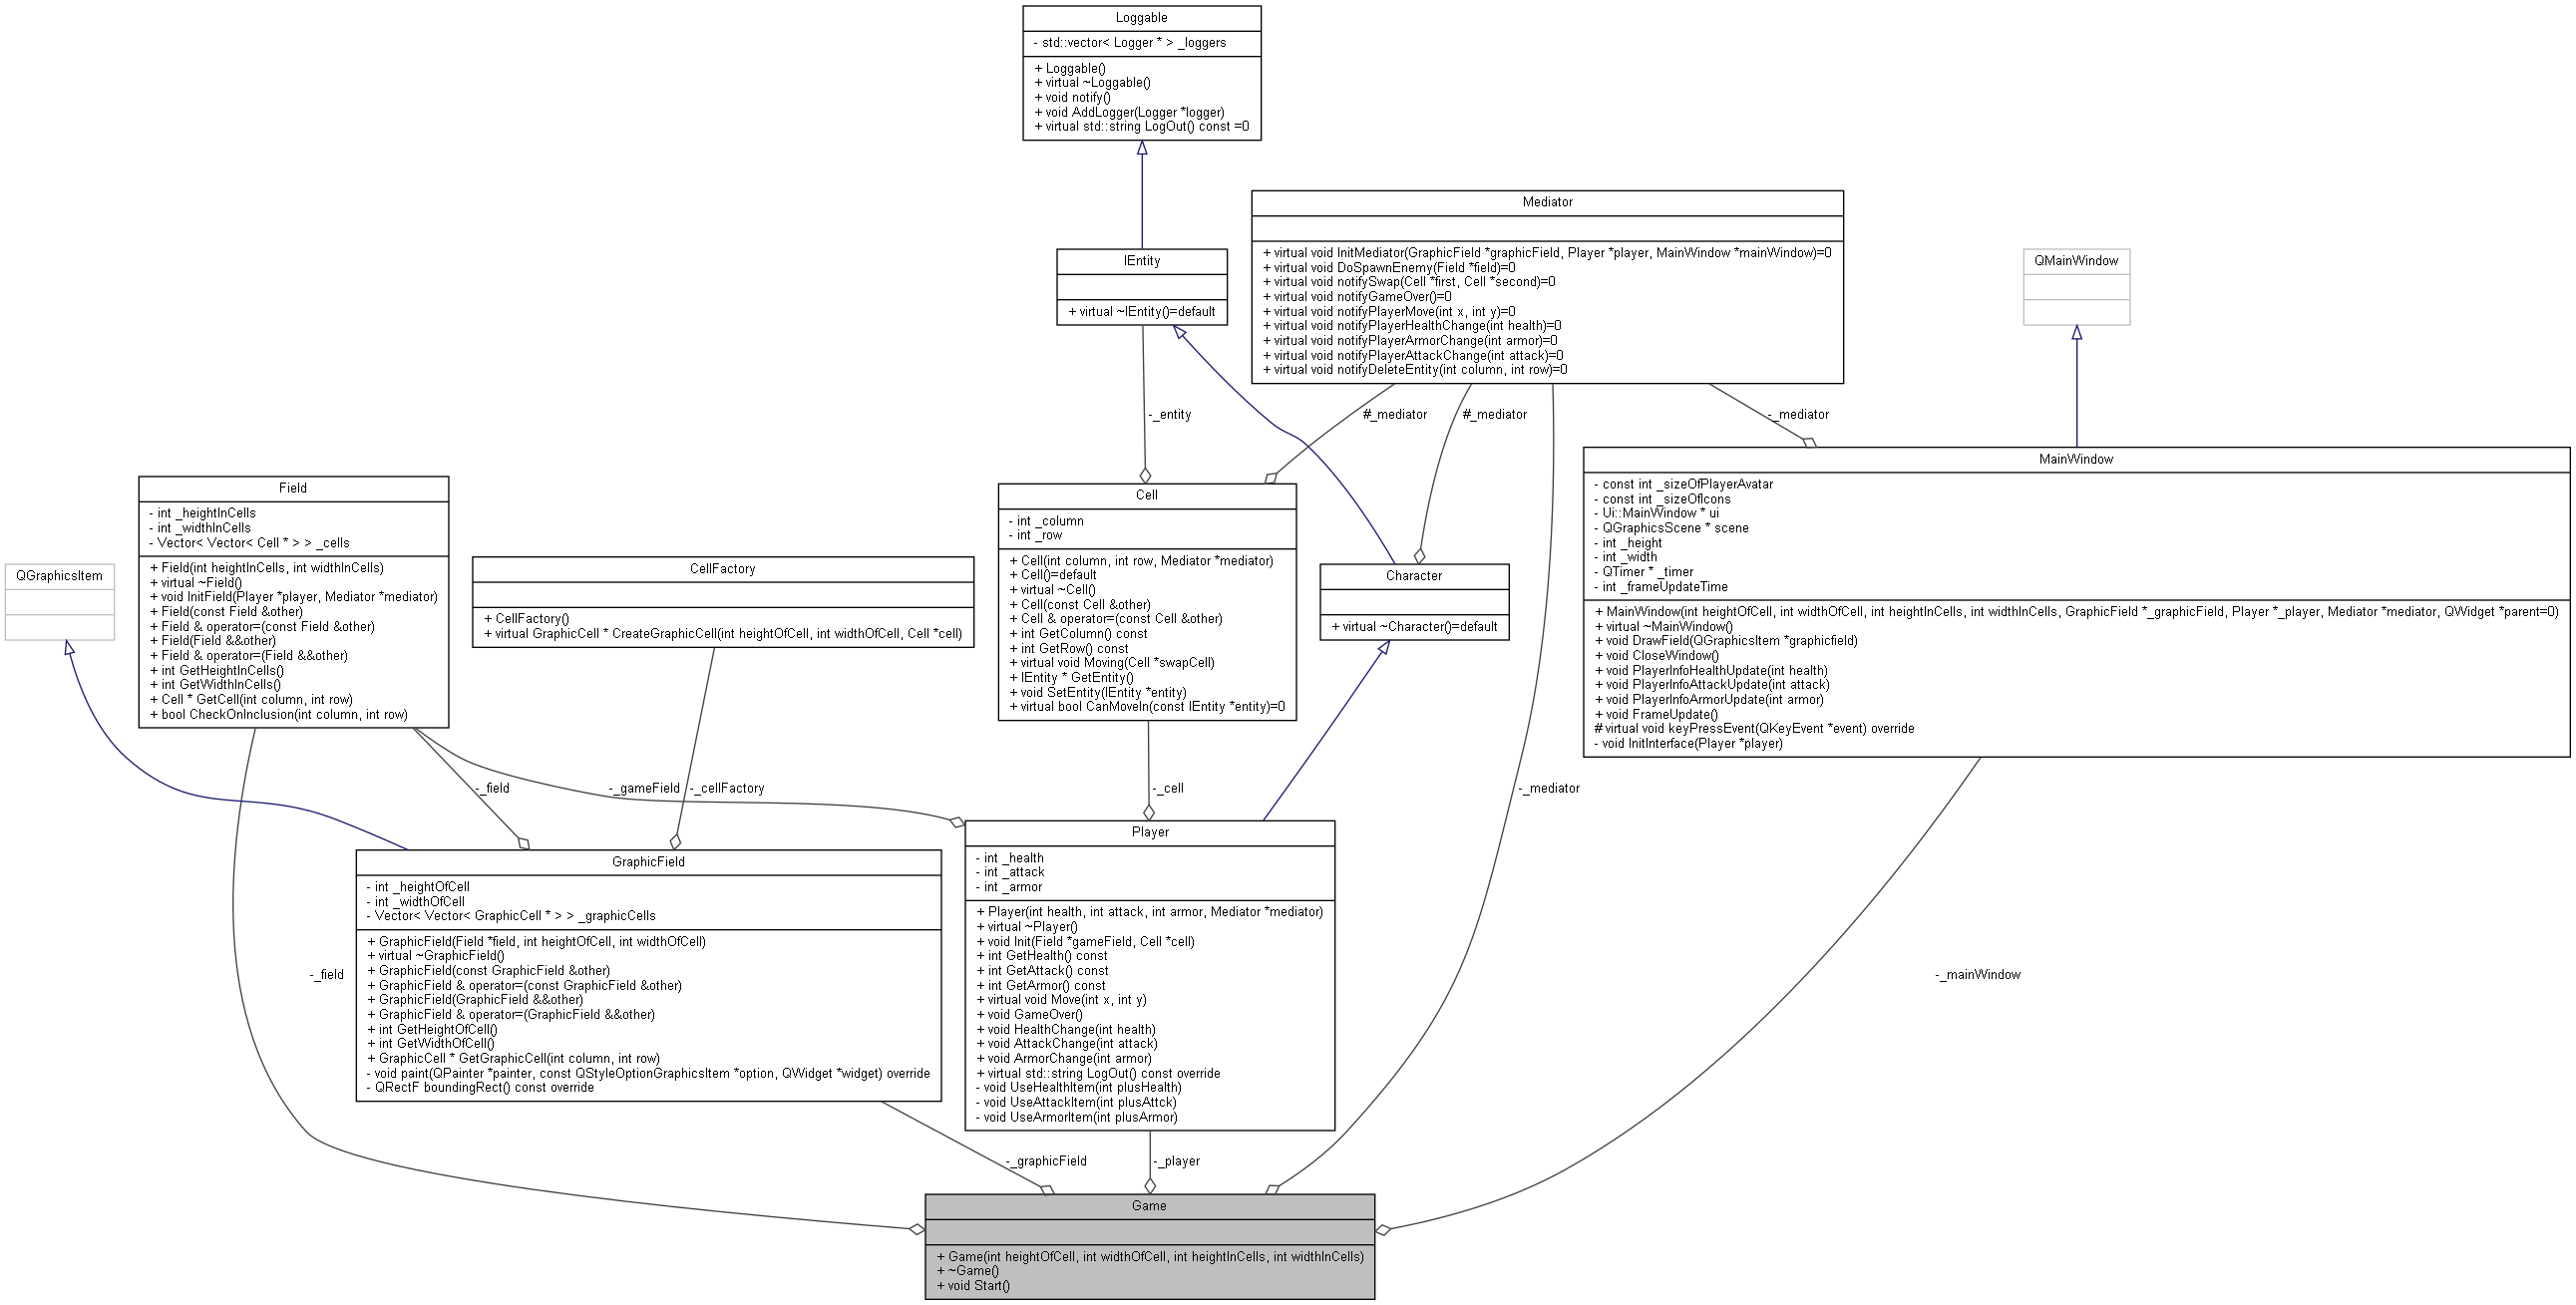 Loggable
- std::vector< Logger * > _loggers
+ Loggable()
+ virtual ~Loggable()
+ void notify()
+ void AddLogger(Logger *logger)
+ virtual std::string LogOut() const =0
Mediator
+ virtual void InitMediator(GraphicField *graphicField, Player *player, MainWindow *mainWindow)=0
+ virtual void DoSpawnEnemy(Field *field)=0
+ virtual void notifySwap(Cell *first, Cell *second)=0
+ virtual void notifyGameOver()=0
+ virtual void notifyPlayerMove(int x, int y)=0
+ virtual void notifyPlayerHealthChange(int health)=0
+ virtual void notifyPlayerArmorChange(int armor)=0
+ virtual void notifyPlayerAttackChange(int attack)=0
+ virtual void notifyDeleteEntity(int column, int row)=0
IEntity
+ virtual ~IEntity()=default
QMainWindow
-_entity
#_mediator
#_mediator
-_mediator
Field
- int _heightInCells
- int _widthInCells
- Vector< Vector< Cell * > > _cells
+ Field(int heightInCells, int widthInCells)
+ virtual ~Field()
+ void InitField(Player *player, Mediator *mediator)
+ Field(const Field &other)
+ Field & operator=(const Field &other)
+ Field(Field &&other)
+ Field & operator=(Field &&other)
+ int GetHeightInCells()
+ int GetWidthInCells()
+ Cell * GetCell(int column, int row)
+ bool CheckOnInclusion(int column, int row)
QGraphicsItem
CellFactory
+ CellFactory()
+ virtual GraphicCell * CreateGraphicCell(int heightOfCell, int widthOfCell, Cell *cell)
Cell
- int _column
- int _row
+ Cell(int column, int row, Mediator *mediator)
+ Cell()=default
+ virtual ~Cell()
+ Cell(const Cell &other)
+ Cell & operator=(const Cell &other)
+ int GetColumn() const
+ int GetRow() const
+ virtual void Moving(Cell *swapCell)
+ IEntity * GetEntity()
+ void SetEntity(IEntity *entity)
+ virtual bool CanMoveIn(const IEntity *entity)=0
Character
+ virtual ~Character()=default
MainWindow
- const int _sizeOfPlayerAvatar
- const int _sizeOfIcons
- Ui::MainWindow * ui
- QGraphicsScene * scene
- int _height
- int _width
- QTimer * _timer
- int _frameUpdateTime
+ MainWindow(int heightOfCell, int widthOfCell, int heightInCells, int widthInCells, GraphicField *_graphicField, Player *_player, Mediator *mediator, QWidget *parent=0)
+ virtual ~MainWindow()
+ void DrawField(QGraphicsItem *graphicfield)
+ void CloseWindow()
+ void PlayerInfoHealthUpdate(int health)
+ void PlayerInfoAttackUpdate(int attack)
+ void PlayerInfoArmorUpdate(int armor)
+ void FrameUpdate()
# virtual void keyPressEvent(QKeyEvent *event) override
- void InitInterface(Player *player)
-_field
-_gameField
-_cellFactory
-_cell
-_mediator
GraphicField
- int _heightOfCell
- int _widthOfCell
- Vector< Vector< GraphicCell * > > _graphicCells
+ GraphicField(Field *field, int heightOfCell, int widthOfCell)
+ virtual ~GraphicField()
+ GraphicField(const GraphicField &other)
+ GraphicField & operator=(const GraphicField &other)
+ GraphicField(GraphicField &&other)
+ GraphicField & operator=(GraphicField &&other)
+ int GetHeightOfCell()
+ int GetWidthOfCell()
+ GraphicCell * GetGraphicCell(int column, int row)
- void paint(QPainter *painter, const QStyleOptionGraphicsItem *option, QWidget *widget) override
- QRectF boundingRect() const override
Player
- int _health
- int _attack
- int _armor
+ Player(int health, int attack, int armor, Mediator *mediator)
+ virtual ~Player()
+ void Init(Field *gameField, Cell *cell)
+ int GetHealth() const
+ int GetAttack() const
+ int GetArmor() const
+ virtual void Move(int x, int y)
+ void GameOver()
+ void HealthChange(int health)
+ void AttackChange(int attack)
+ void ArmorChange(int armor)
+ virtual std::string LogOut() const override
- void UseHealthItem(int plusHealth)
- void UseAttackItem(int plusAttck)
- void UseArmorItem(int plusArmor)
-_field
-_mainWindow
-_graphicField
-_player
Game
+ Game(int heightOfCell, int widthOfCell, int heightInCells, int widthInCells)
+ ~Game()
+ void Start()